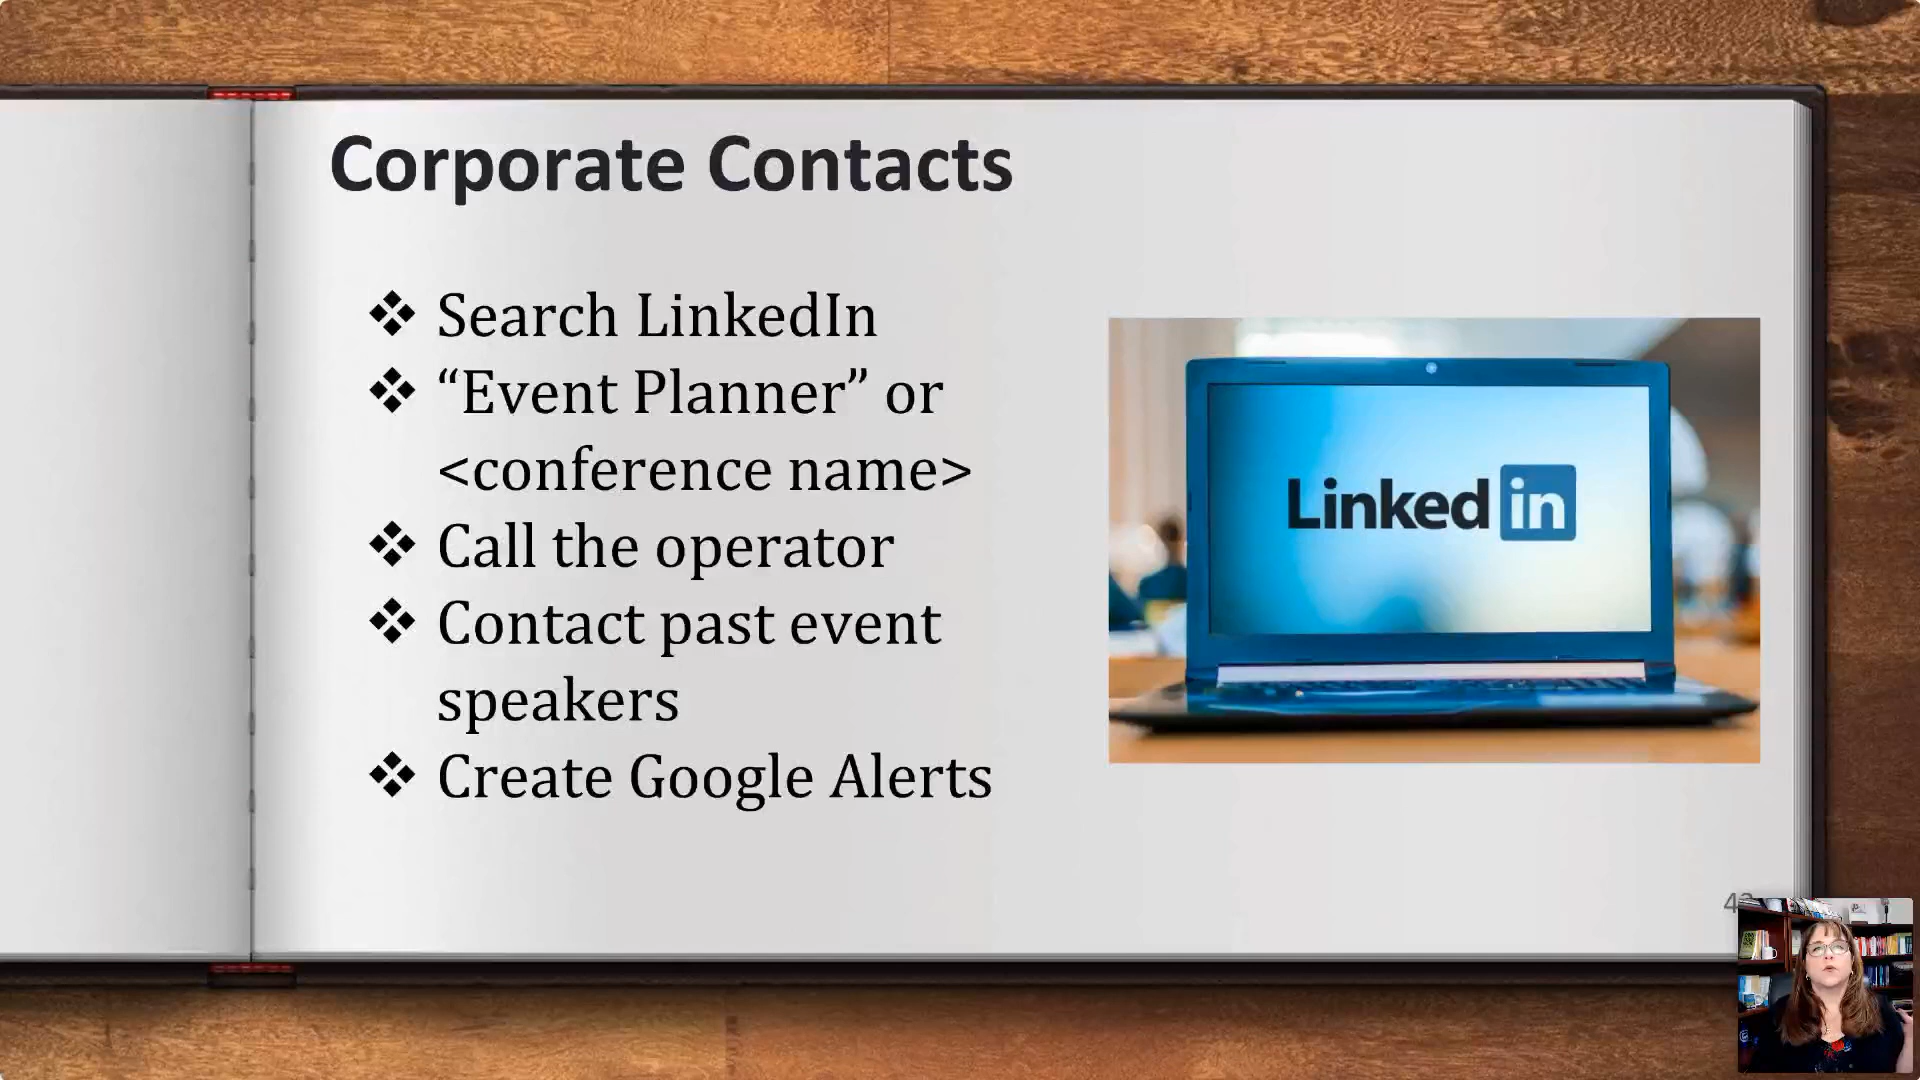 Corporate Contacts
❖ Search LinkedIn
❖ “Event Planner” or
<conference name>
❖ Call the operator
❖ Contact past event
speakers
❖ Create Google Alerts
Linked in